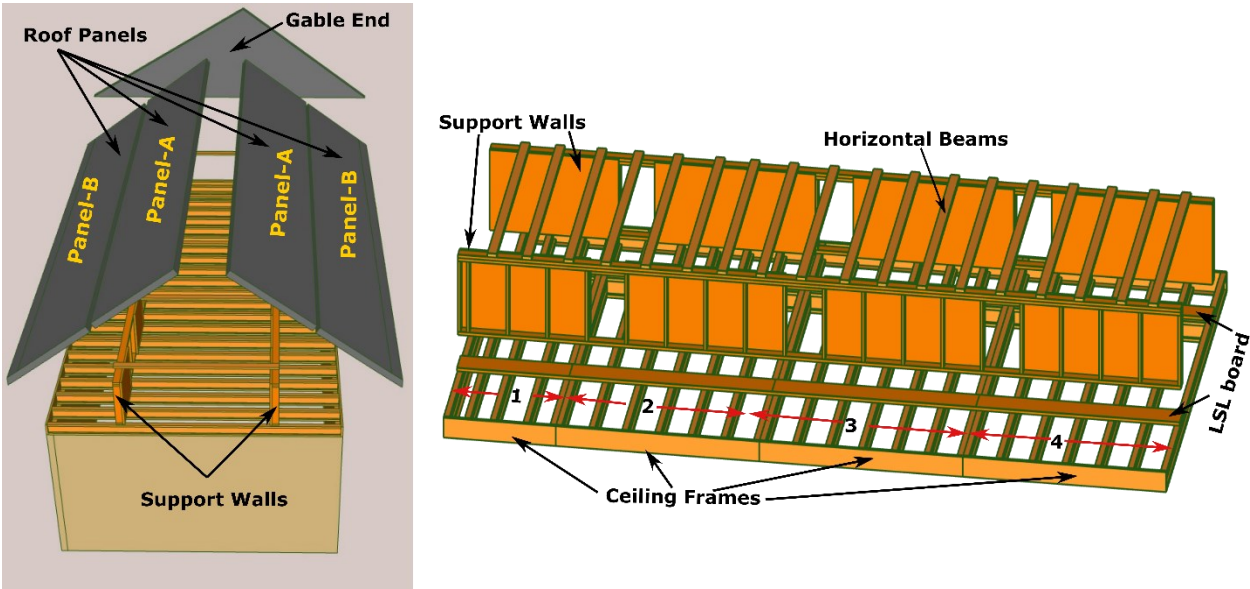 Gable End
Roof Panels
Panel-B
Panel-A
Panel-A
Panel-B
Support Walls
Support Walls
Horizontal Beams
LSL board
1
2
3
4
Ceiling Frames